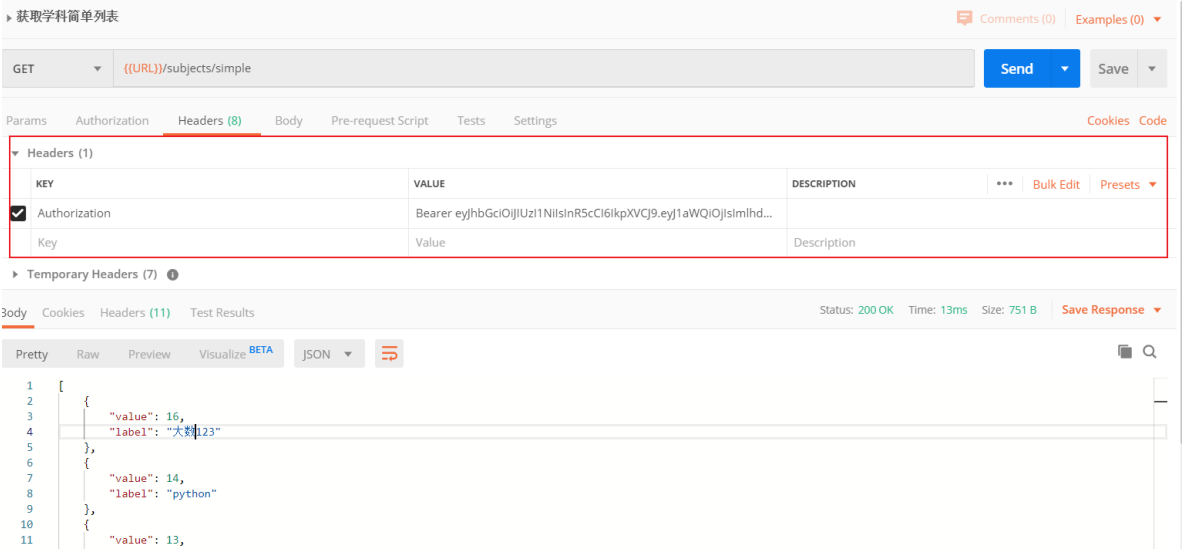 获取学科简单列表 Comments (0) Examples (0)
GET {{URL}}/subjects/simple Send Save
Params Authorization Headers (8) Body Pre-request Script Tests Settings Cookies Code
Headers (1)
KEY VALUE DESCRIPTION ••• Bulk Edit Presets
Authorization Bearer eyJhbGciOiJIUzI1NiIsInR5cCI6IkpXVCJ9.eyJ1aWQiOjIsImlhd...
Key Value Description
Temporary Headers (7)
Body Cookies Headers (11) Test Results Status: 200 OK Time: 13ms Size: 751 B Save Response
Pretty Raw Preview Visualize BETA JSON
1 [
2 {
3 "value": 16,
4 "label": "大数123"
5 },
6 {
7 "value": 14,
8 "label": "python"
9 },
10 {
11 "value": 13,